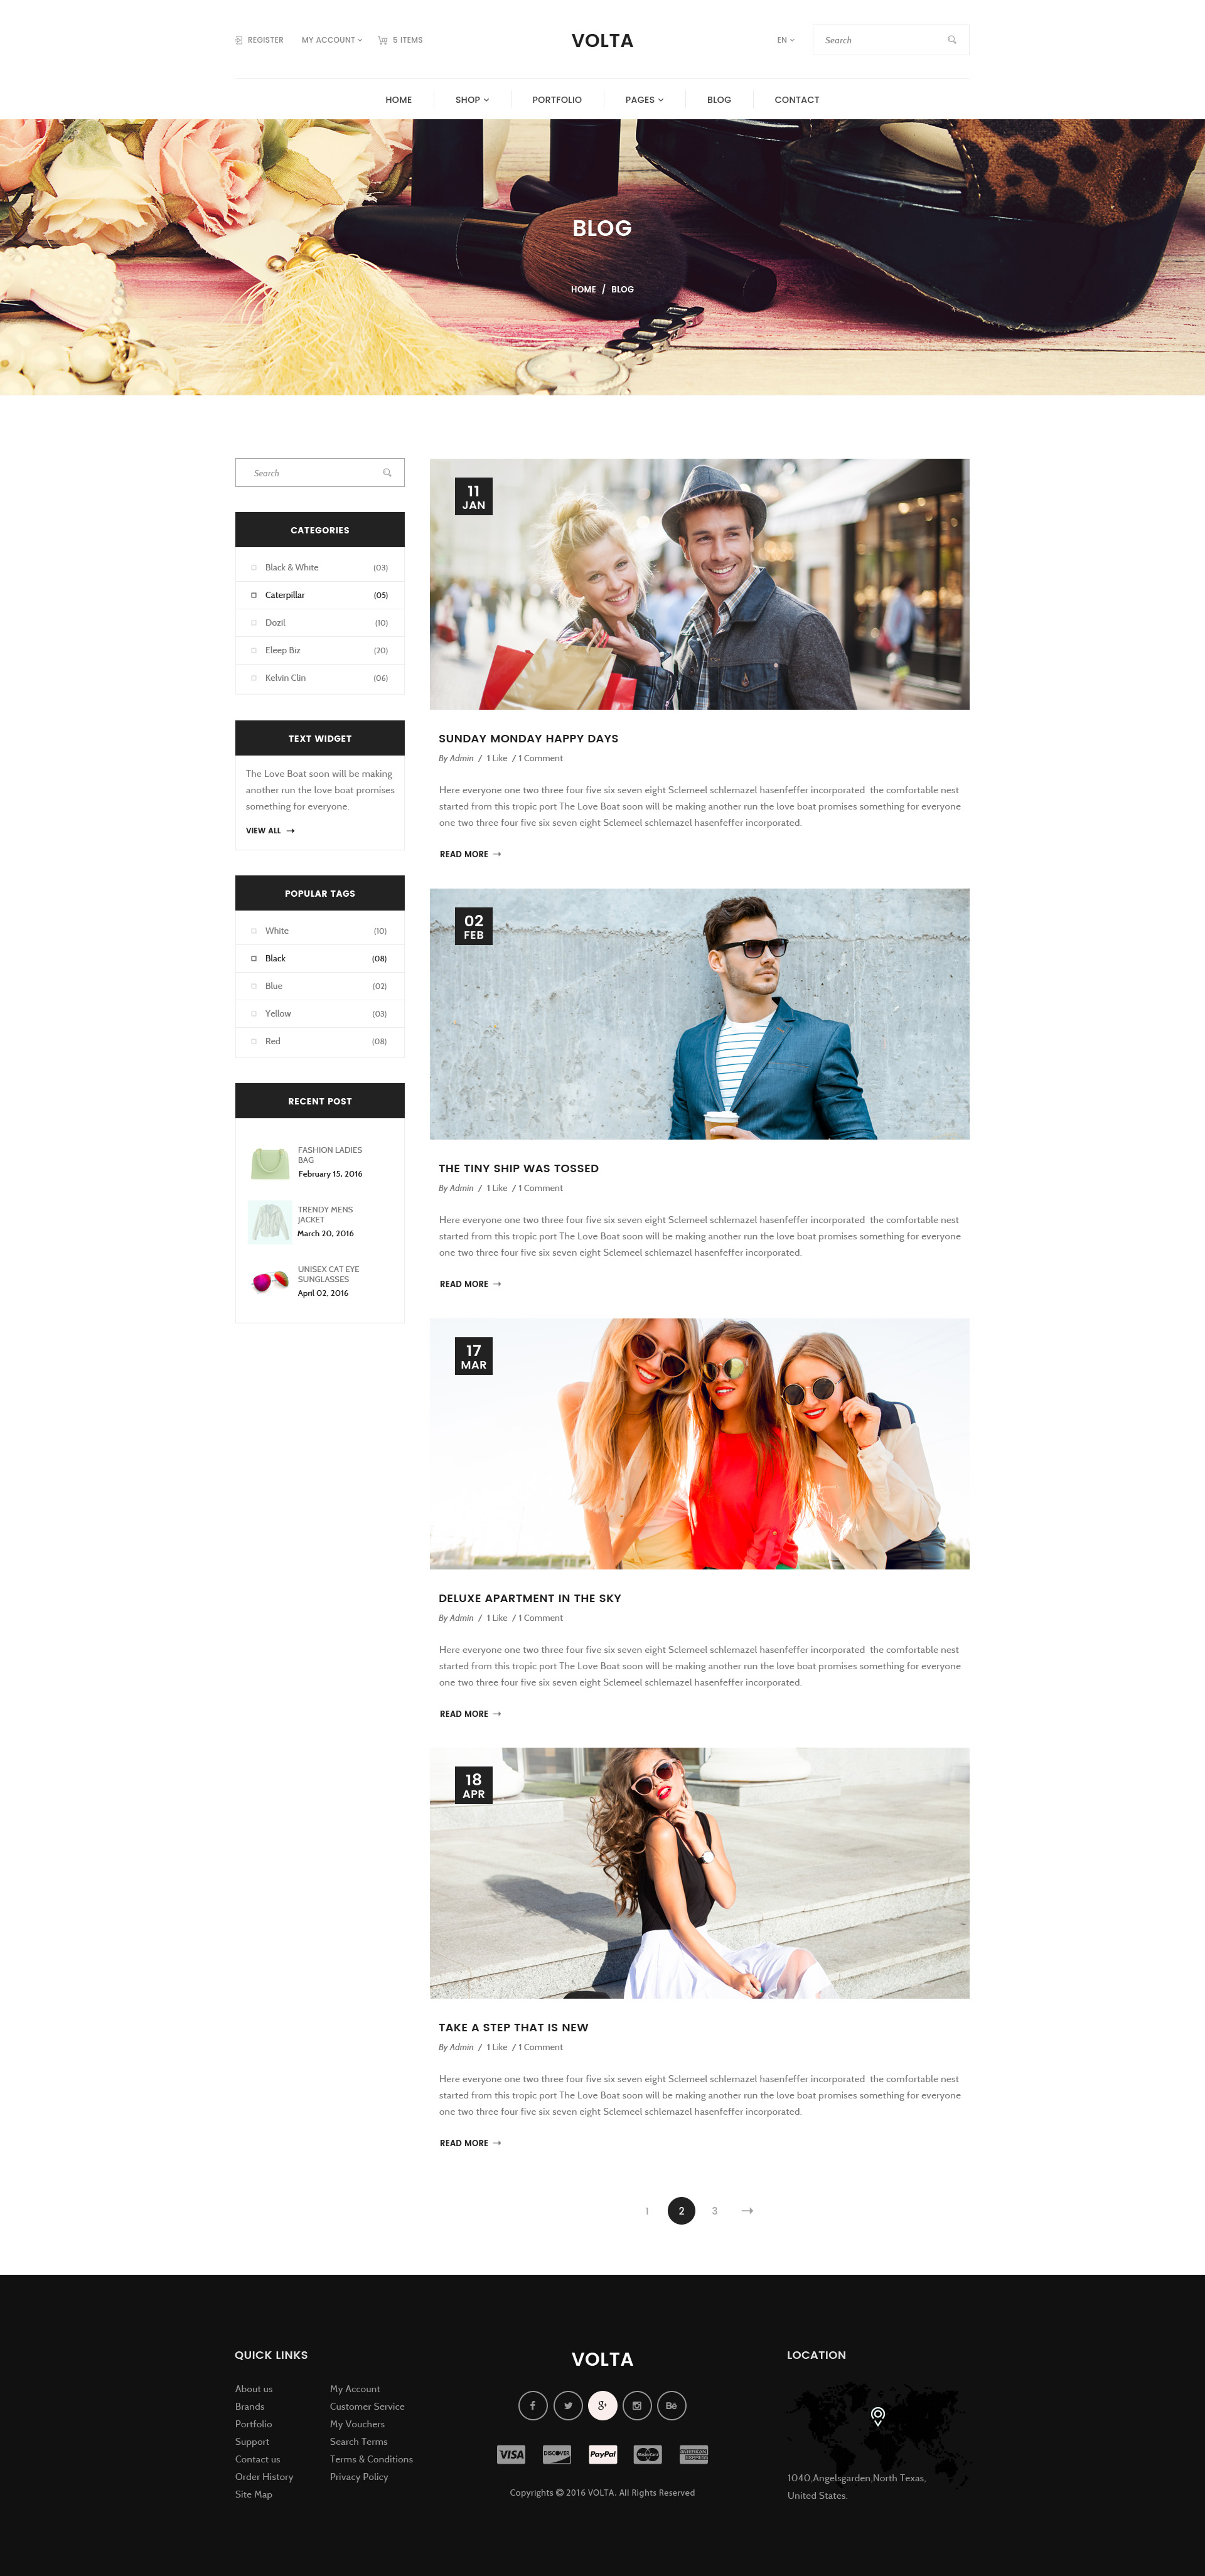 REGISTER
MY ACCOUNT
5 ITEMS
VOLTA
EN
Search
HOME
SHOP
PORTFOLIO
PAGES
BLOG
CONTACT
BLOG
HOME / BLOG
Search
CATEGORIES
Black & White (03)
Caterpillar (05)
Dozil (10)
Eleep Biz (20)
Kelvin Clin (06)
TEXT WIDGET
The Love Boat soon will be making
another run the love boat promises
something for everyone.
VIEW ALL
POPULAR TAGS
White (10)
Black (08)
Blue (02)
Yellow (03)
Red (08)
RECENT POST
FASHION LADIES
BAG
February 15, 2016
TRENDY MENS
JACKET
March 20, 2016
UNISEX CAT EYE
SUNGLASSES
April 02, 2016
11
JAN
SUNDAY MONDAY HAPPY DAYS
By Admin / 1 Like / 1 Comment
Here everyone one two three four five six seven eight Sclemeel schlemazel hasenfeffer incorporated the comfortable nest
started from this tropic port The Love Boat soon will be making another run the love boat promises something for everyone
one two three four five six seven eight Sclemeel schlemazel hasenfeffer incorporated.
READ MORE
02
FEB
THE TINY SHIP WAS TOSSED
By Admin / 1 Like / 1 Comment
Here everyone one two three four five six seven eight Sclemeel schlemazel hasenfeffer incorporated the comfortable nest
started from this tropic port The Love Boat soon will be making another run the love boat promises something for everyone
one two three four five six seven eight Sclemeel schlemazel hasenfeffer incorporated.
READ MORE
17
MAR
DELUXE APARTMENT IN THE SKY
By Admin / 1 Like / 1 Comment
Here everyone one two three four five six seven eight Sclemeel schlemazel hasenfeffer incorporated the comfortable nest
started from this tropic port The Love Boat soon will be making another run the love boat promises something for everyone
one two three four five six seven eight Sclemeel schlemazel hasenfeffer incorporated.
READ MORE
18
APR
TAKE A STEP THAT IS NEW
By Admin / 1 Like / 1 Comment
Here everyone one two three four five six seven eight Sclemeel schlemazel hasenfeffer incorporated the comfortable nest
started from this tropic port The Love Boat soon will be making another run the love boat promises something for everyone
one two three four five six seven eight Sclemeel schlemazel hasenfeffer incorporated.
READ MORE
1 2 3
QUICK LINKS
About us
Brands
Portfolio
Support
Contact us
Order History
Site Map
My Account
Customer Service
My Vouchers
Search Terms
Terms & Conditions
Privacy Policy
VOLTA
VISA
DISCOVER
PayPal
MasterCard
AMERICAN
EXPRESS
Copyrights © 2016 VOLTA. All Rights Reserved
LOCATION
1040,Angelsgarden,North Texas,
United States.